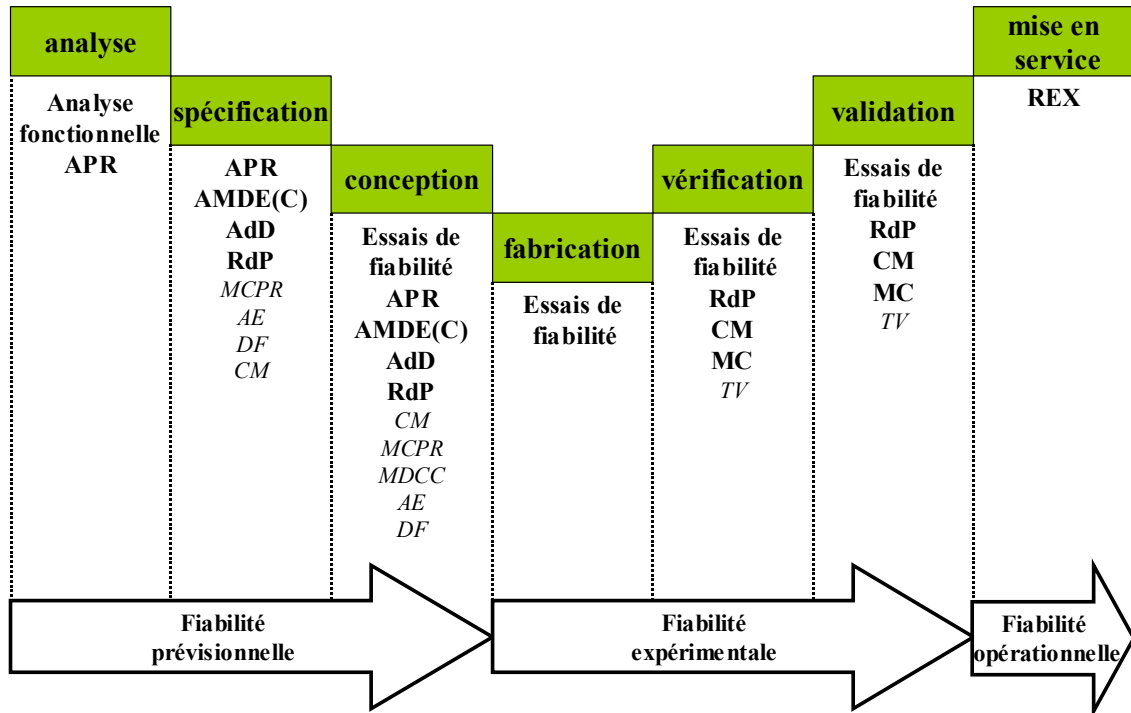 analyse
Analyse
fonctionnelle
APR
spécification
APR
AMDE(C)
AdD
RdP
MCPR
AE
DF
CM
conception
Essais de
fiabilité
APR
AMDE(C)
AdD
RdP
CM
MCPR
MDCC
AE
DF
fabrication
Essais de
fiabilité
vérification
Essais de
fiabilité
RdP
CM
MC
TV
validation
Essais de
fiabilité
RdP
CM
MC
TV
mise en
service
REX
Fiabilité
prévisionnelle
Fiabilité
expérimentale
Fiabilité
opérationnelle